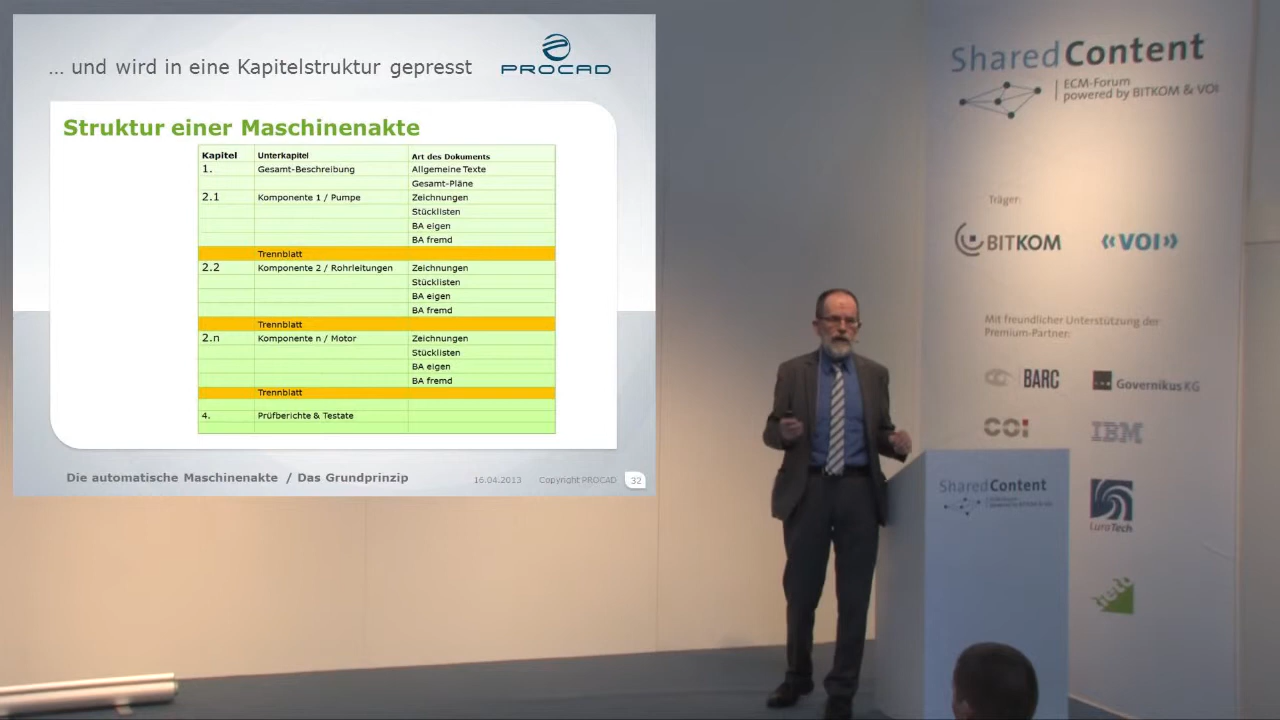 … und wird in eine Kapitelstruktur gepresst
PROCAD
Struktur einer Maschinenakte
Kapitel Unterkapitel Art des Dokuments
1. Gesamt-Beschreibung Allgemeine Texte
Gesamt-Pläne
2.1 Komponente 1 / Pumpe Zeichnungen
Stücklisten
BA eigen
BA fremd
Trennblatt
2.2 Komponente 2 / Rohrleitungen Zeichnungen
Stücklisten
BA eigen
BA fremd
Trennblatt
2.n Komponente n / Motor Zeichnungen
Stücklisten
BA eigen
BA fremd
Trennblatt
4. Prüfberichte & Testate
Die automatische Maschinenakte / Das Grundprinzip
16.04.2013 Copyright PROCAD 32
SharedContent
ECM-Forum
powered by BITKOM & VOI
Träger:
BITKOM «VOI»
Mit freundlicher Unterstützung der
Premium-Partner:
BARC Governikus KG
COI IBM
LuraTech
SharedContent